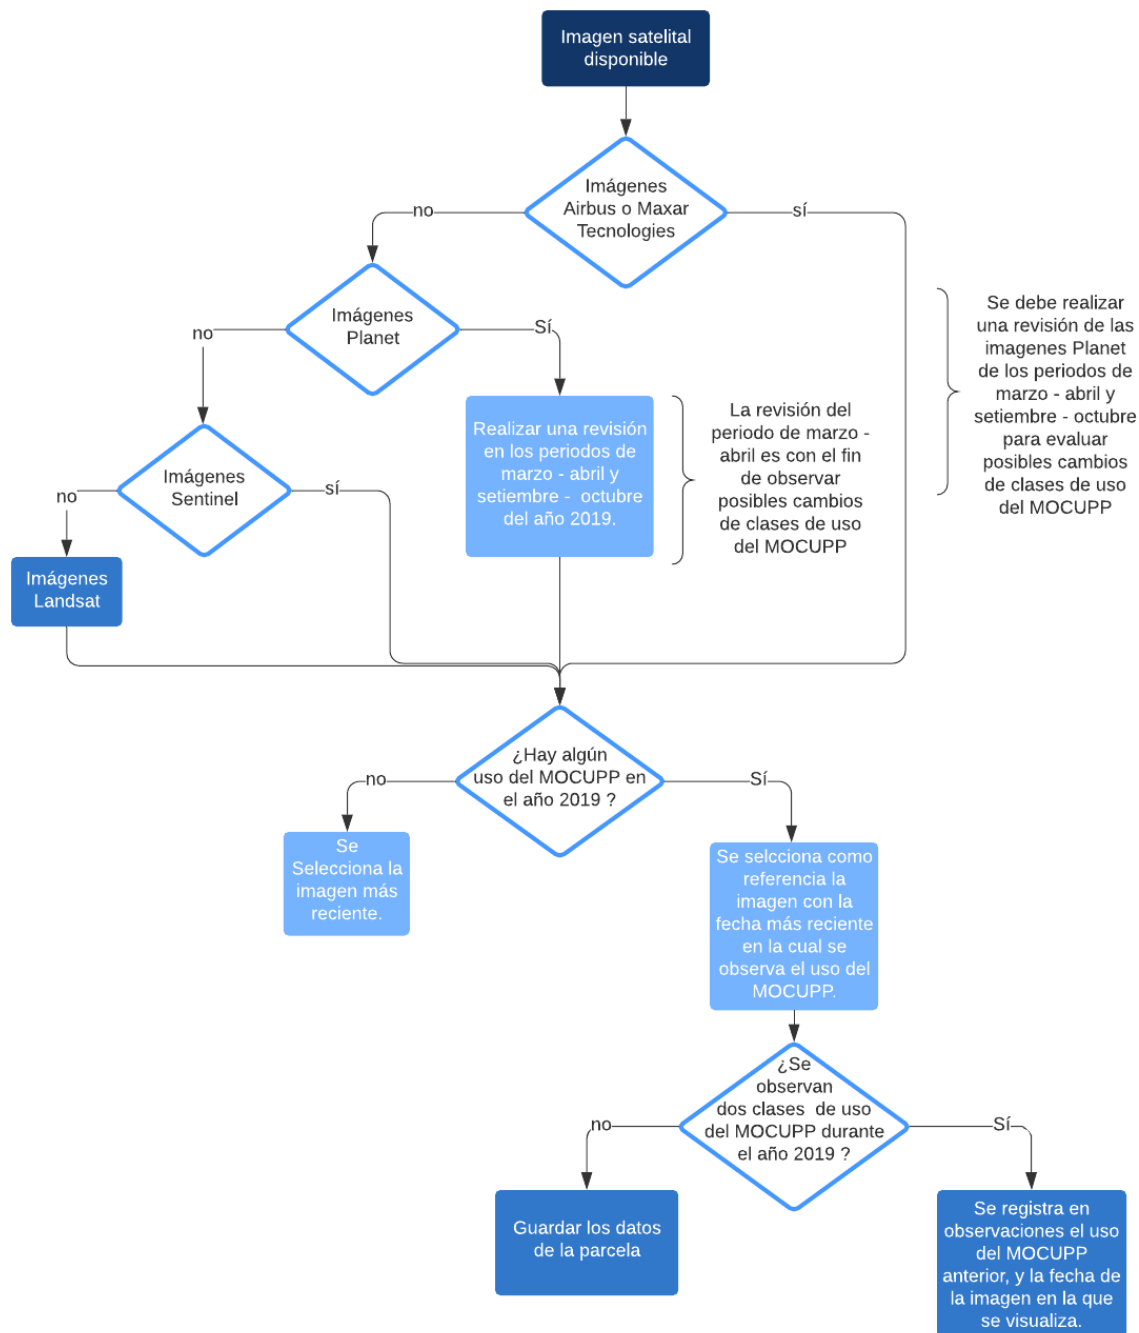 Imagen satelital
disponible
Imágenes
Airbus o Maxar
Tecnologies
no
sí
Imágenes
Planet
no
Sí
Se debe realizar
una revisión de las
imagenes Planet
de los periodos de
marzo - abril y
setiembre - octubre
para evaluar
posibles cambios
de clases de uso
del MOCUPP
Realizar una revisión
en los periodos de
marzo - abril y
setiembre - octubre
del año 2019.
La revisión del
periodo de marzo -
abril es con el fin
de observar
posibles cambios
de clases de uso
del MOCUPP
Imágenes
Sentinel
no
sí
Imágenes
Landsat
¿Hay algún
uso del MOCUPP en
el año 2019 ?
no
Sí
Se
Selecciona la
imagen más
reciente.
Se selcciona como
referencia la
imagen con la
fecha más reciente
en la cual se
observa el uso del
MOCUPP.
¿Se
observan
dos clases de uso
del MOCUPP durante
el año 2019 ?
no
Sí
Guardar los datos
de la parcela
Se registra en
observaciones el uso
del MOCUPP
anterior, y la fecha de
la imagen en la que
se visualiza.